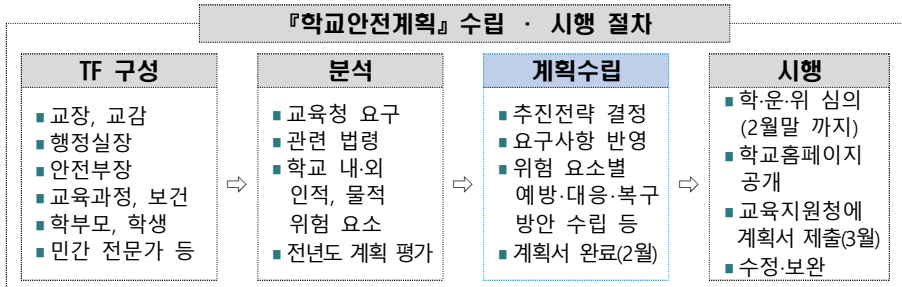 『학교안전계획』 수립 · 시행 절차
TF 구성
■ 교장, 교감
■ 행정실장
■ 안전부장
■ 교육과정, 보건
■ 학부모, 학생
■ 민간 전문가 등
⇨
분석
■ 교육청 요구
■ 관련 법령
■ 학교 내·외
인적, 물적
위험 요소
■ 전년도 계획 평가
⇨
계획수립
■ 추진전략 결정
■ 요구사항 반영
■ 위험 요소별
예방·대응·복구
방안 수립 등
■ 계획서 완료(2월)
⇨
시행
■ 학·운·위 심의
(2월말 까지)
■ 학교홈페이지
공개
■ 교육지원청에
계획서 제출(3월)
■ 수정·보완